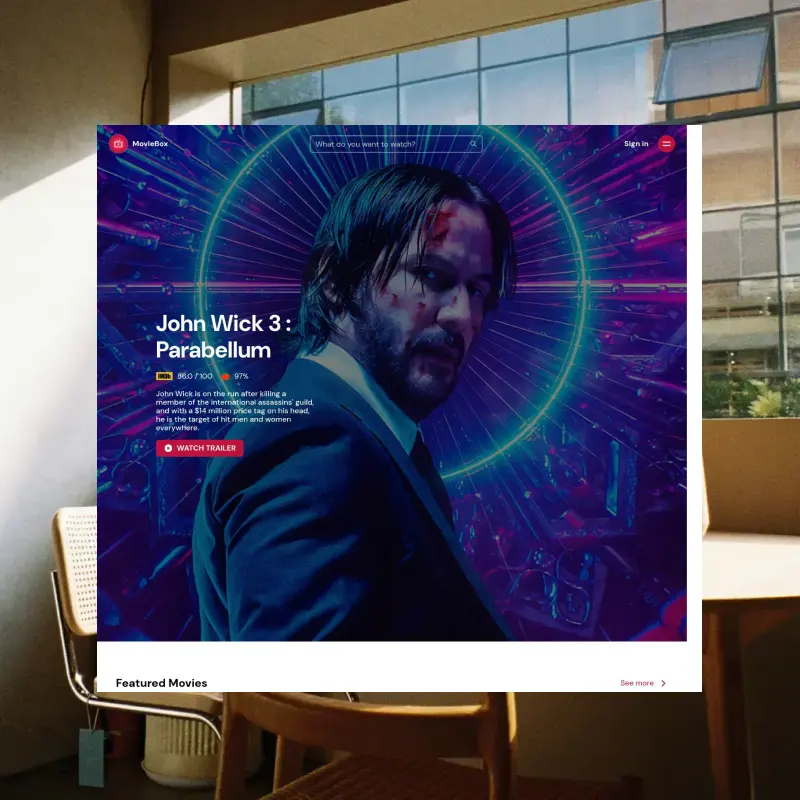 MovieBox
What do you want to watch?
Sign in
John Wick 3 :
Parabellum
IMDb 86.0 / 100 97%
John Wick is on the run after killing a
member of the international assassins' guild,
and with a $14 million price tag on his head,
he is the target of hit men and women
everywhere.
WATCH TRAILER
Featured Movies
See more